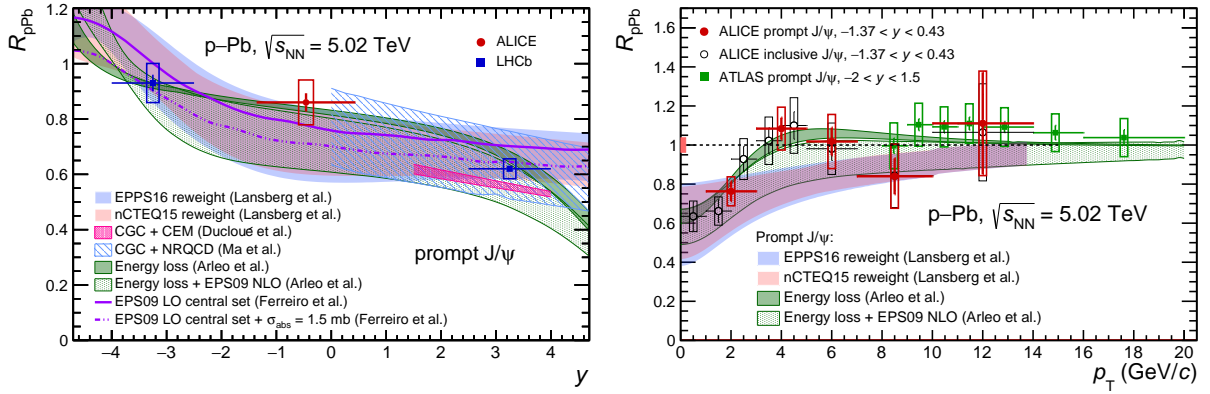 R_pPb
p–Pb, √s_NN = 5.02 TeV
ALICE
LHCb
EPPS16 reweight (Lansberg et al.)
nCTEQ15 reweight (Lansberg et al.)
CGC + CEM (Ducloué et al.)
CGC + NRQCD (Ma et al.)
Energy loss (Arleo et al.)
Energy loss + EPS09 NLO (Arleo et al.)
EPS09 LO central set (Ferreiro et al.)
EPS09 LO central set + σ_abs = 1.5 mb (Ferreiro et al.)
prompt J/ψ
1.2
1
0.8
0.6
0.4
0.2
0
−4 −3 −2 −1 0 1 2 3 4
y
R_pPb
ALICE prompt J/ψ, −1.37 < y < 0.43
ALICE inclusive J/ψ, −1.37 < y < 0.43
ATLAS prompt J/ψ, −2 < y < 1.5
p–Pb, √s_NN = 5.02 TeV
Prompt J/ψ:
EPPS16 reweight (Lansberg et al.)
nCTEQ15 reweight (Lansberg et al.)
Energy loss (Arleo et al.)
Energy loss + EPS09 NLO (Arleo et al.)
1.6
1.4
1.2
1
0.8
0.6
0.4
0.2
0
0 2 4 6 8 10 12 14 16 18 20
p_T (GeV/c)